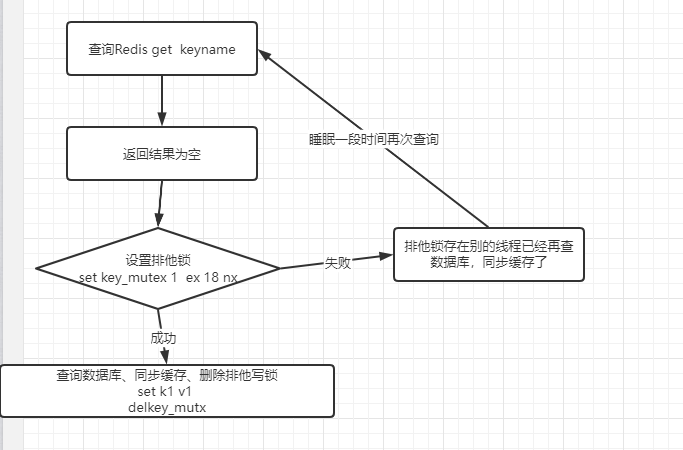 查询Redis get keyname
睡眠一段时间再次查询
返回结果为空
设置排他锁
set key_mutex 1 ex 18 nx
失败
排他锁存在别的线程已经再查
数据库，同步缓存了
成功
查询数据库、同步缓存、删除排他写锁
set k1 v1
delkey_mutx